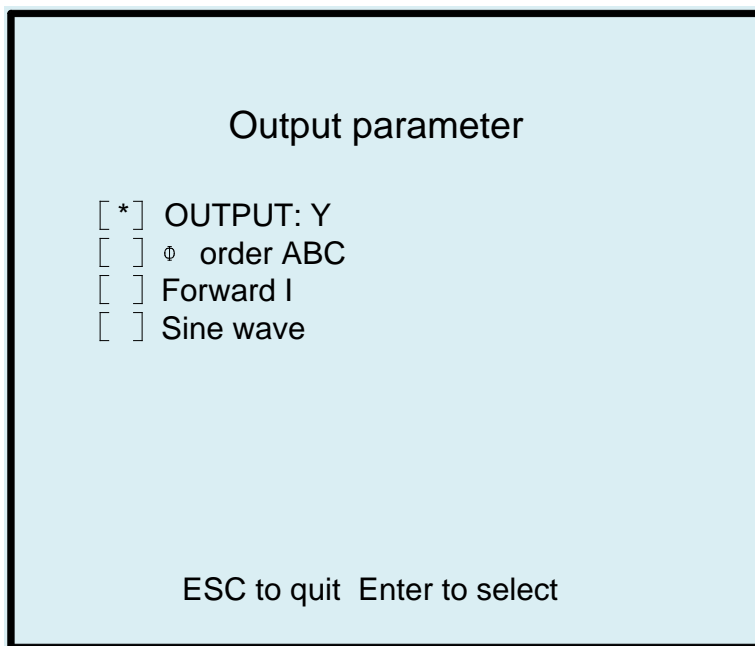 Output parameter
[ * ] OUTPUT: Y
[   ] Φ order ABC
[   ] Forward I
[   ] Sine wave
ESC to quit Enter to select